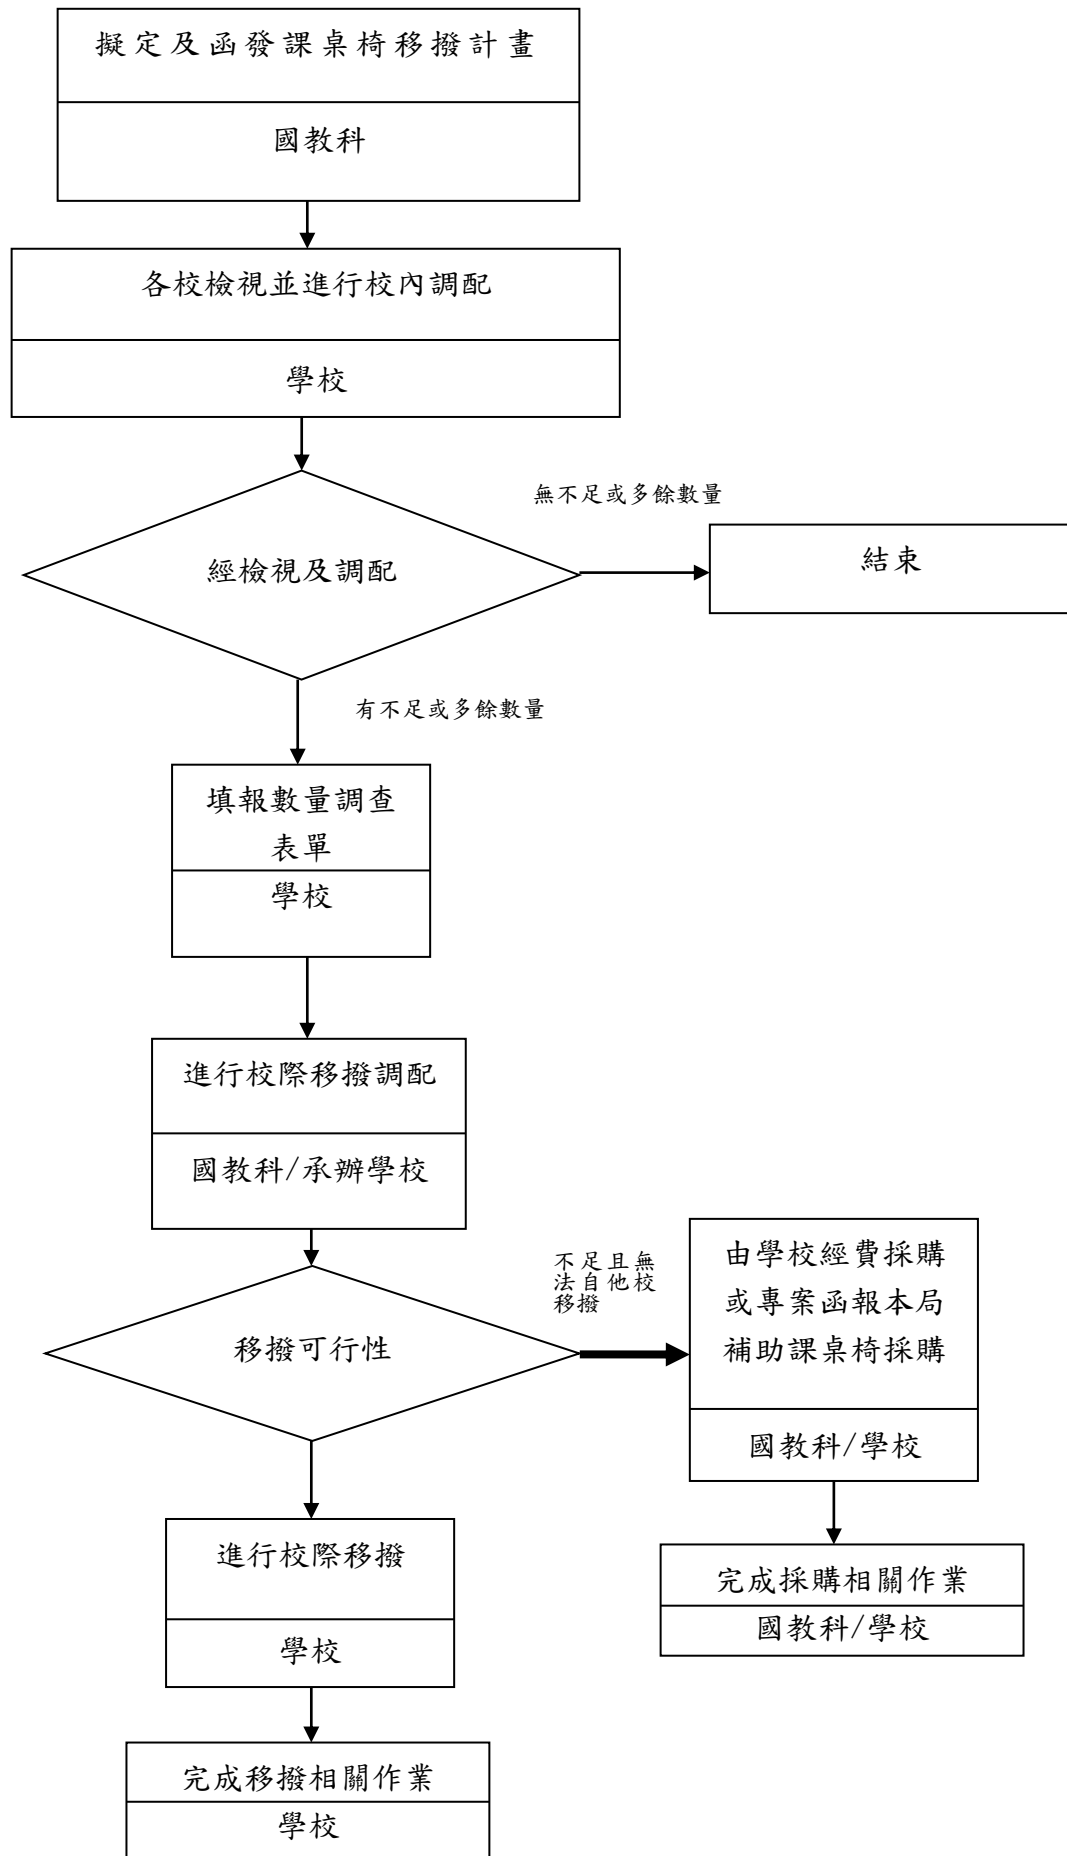 擬定及函發課桌椅移撥計畫
國教科
各校檢視並進行校內調配
學校
無不足或多餘數量
經檢視及調配
結束
有不足或多餘數量
填報數量調查
表單
學校
進行校際移撥調配
國教科/承辦學校
不足且無
法自他校
移撥
移撥可行性
由學校經費採購
或專案函報本局
補助課桌椅採購
國教科/學校
進行校際移撥
學校
完成採購相關作業
國教科/學校
完成移撥相關作業
學校